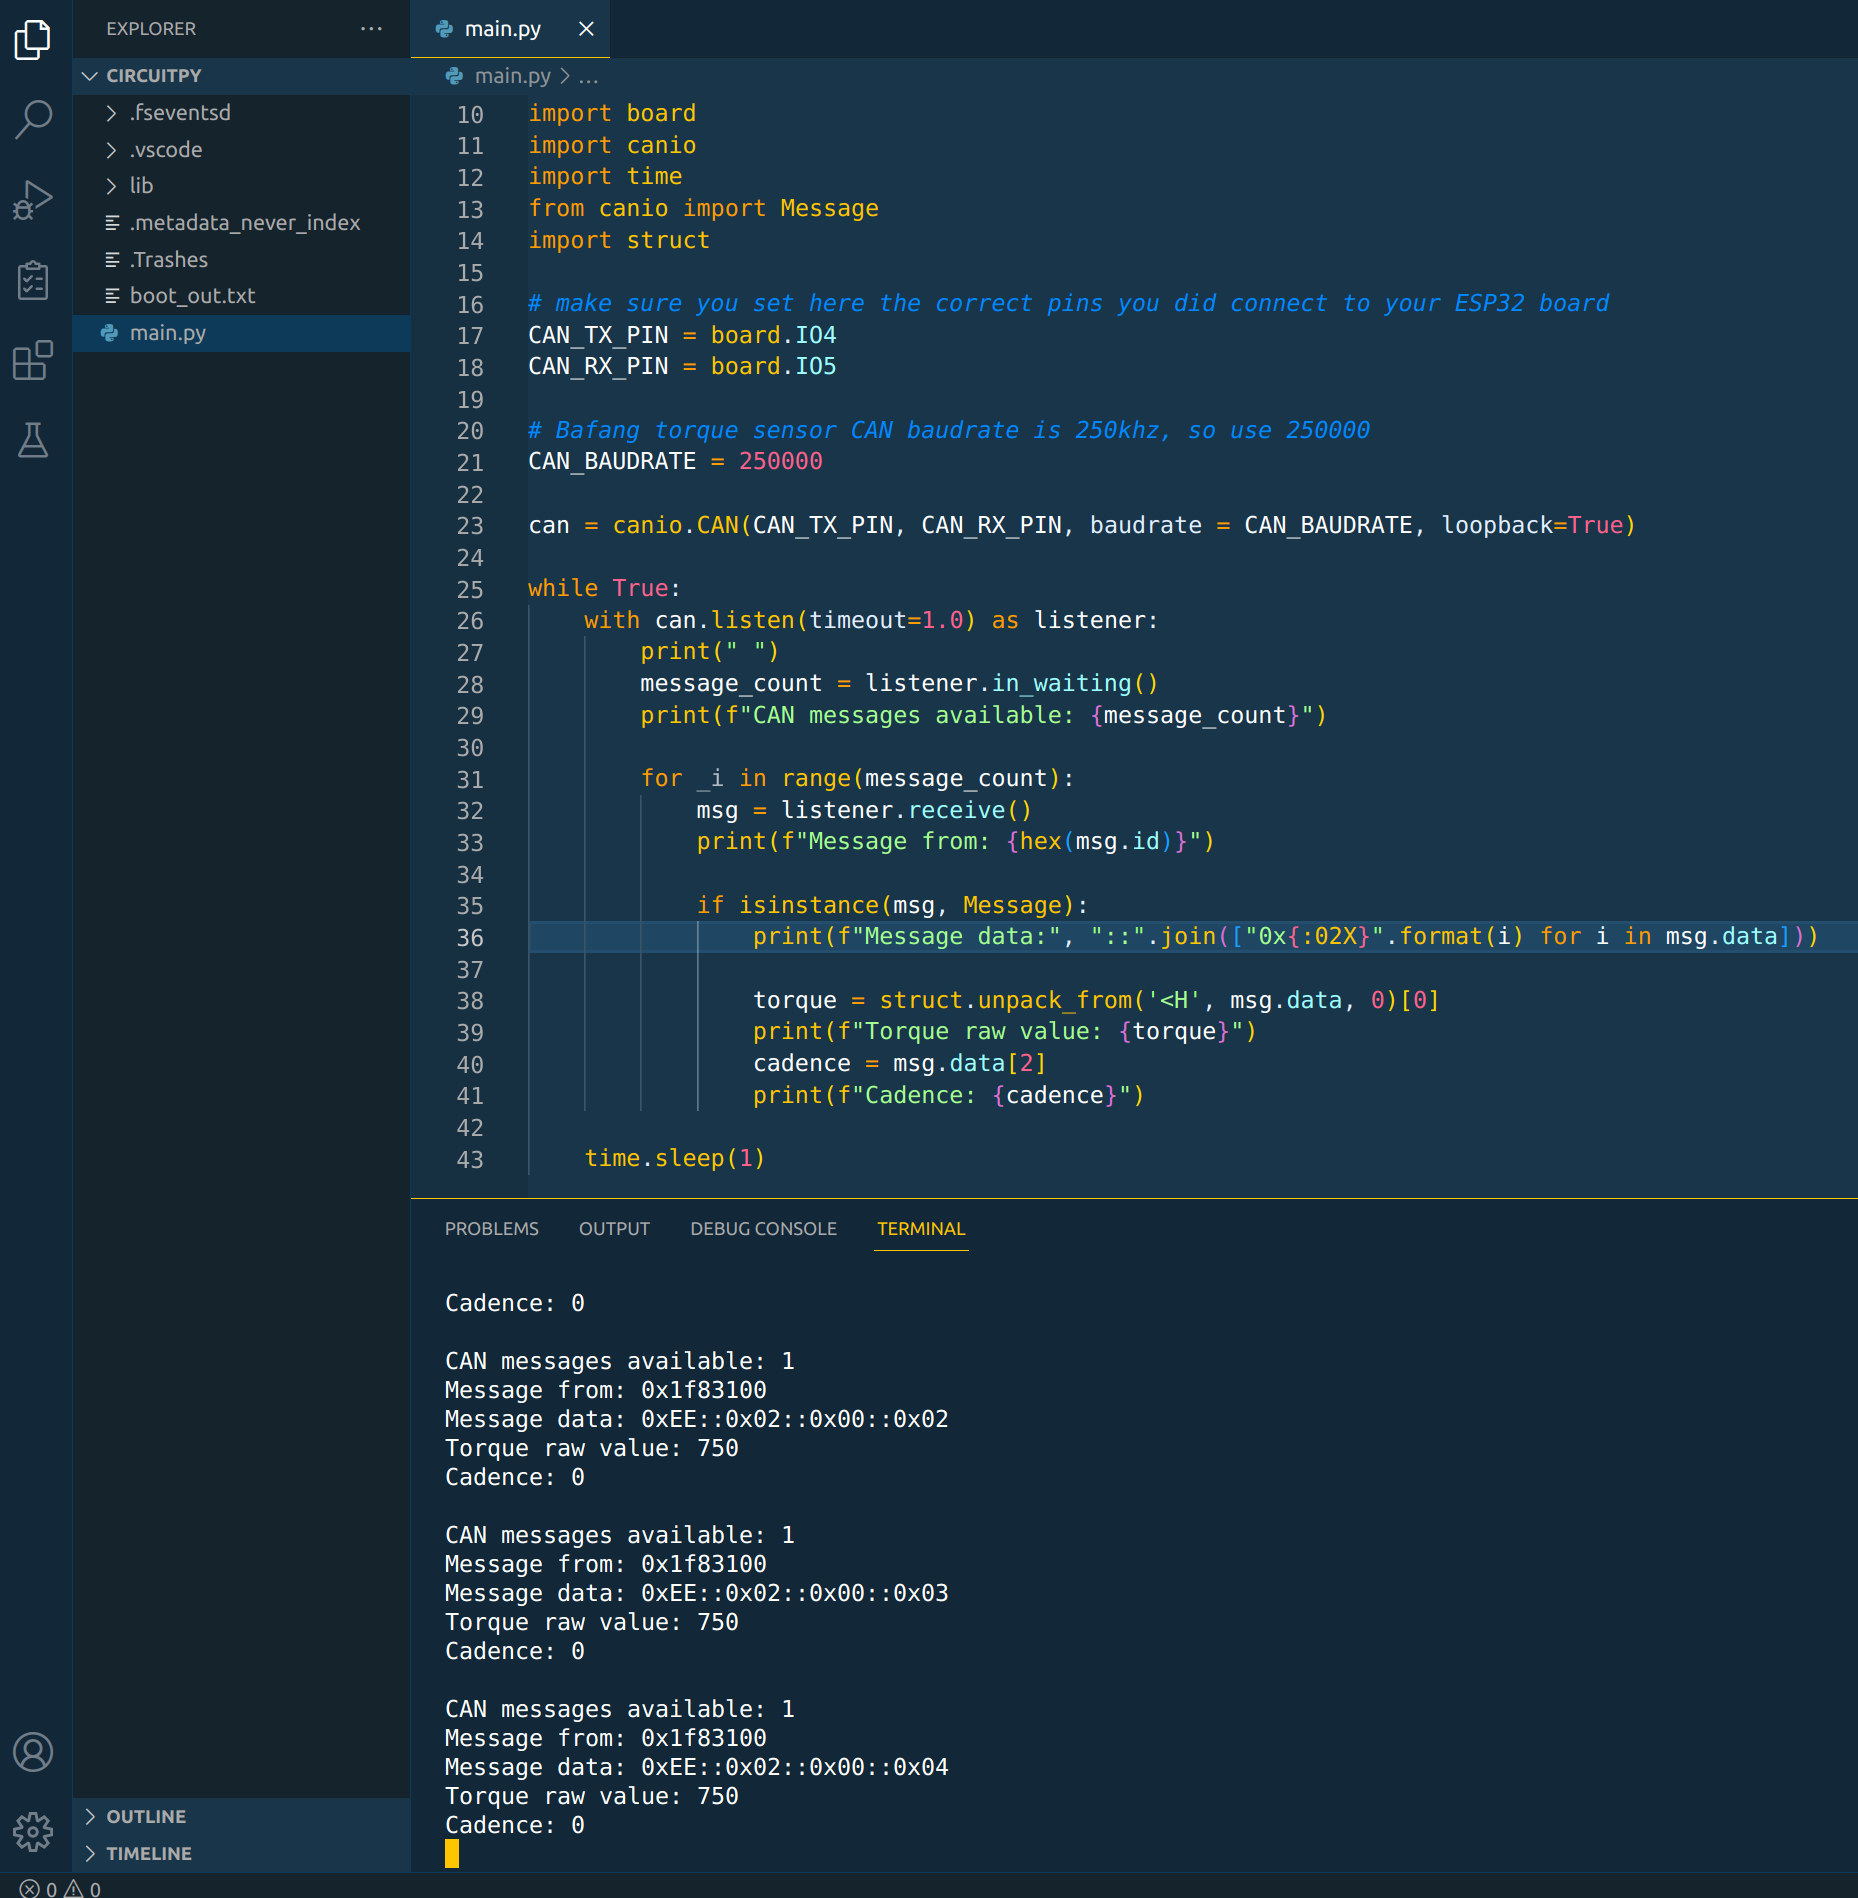 EXPLORER
CIRCUITPY
.fseventsd
.vscode
lib
.metadata_never_index
.Trashes
boot_out.txt
main.py
OUTLINE
TIMELINE
main.py
main.py > ...
10 import board
11 import canio
12 import time
13 from canio import Message
14 import struct
15
16 # make sure you set here the correct pins you did connect to your ESP32 board
17 CAN_TX_PIN = board.IO4
18 CAN_RX_PIN = board.IO5
19
20 # Bafang torque sensor CAN baudrate is 250khz, so use 250000
21 CAN_BAUDRATE = 250000
22
23 can = canio.CAN(CAN_TX_PIN, CAN_RX_PIN, baudrate = CAN_BAUDRATE, loopback=True)
24
25 while True:
26     with can.listen(timeout=1.0) as listener:
27         print(" ")
28         message_count = listener.in_waiting()
29         print(f"CAN messages available: {message_count}")
30
31         for _i in range(message_count):
32             msg = listener.receive()
33             print(f"Message from: {hex(msg.id)}")
34
35             if isinstance(msg, Message):
36                 print(f"Message data:", "::".join(["0x{:02X}".format(i) for i in msg.data]))
37
38                 torque = struct.unpack_from('<H', msg.data, 0)[0]
39                 print(f"Torque raw value: {torque}")
40                 cadence = msg.data[2]
41                 print(f"Cadence: {cadence}")
42
43     time.sleep(1)
PROBLEMS OUTPUT DEBUG CONSOLE TERMINAL
Cadence: 0
CAN messages available: 1
Message from: 0x1f83100
Message data: 0xEE::0x02::0x00::0x02
Torque raw value: 750
Cadence: 0
CAN messages available: 1
Message from: 0x1f83100
Message data: 0xEE::0x02::0x00::0x03
Torque raw value: 750
Cadence: 0
CAN messages available: 1
Message from: 0x1f83100
Message data: 0xEE::0x02::0x00::0x04
Torque raw value: 750
Cadence: 0
0 0